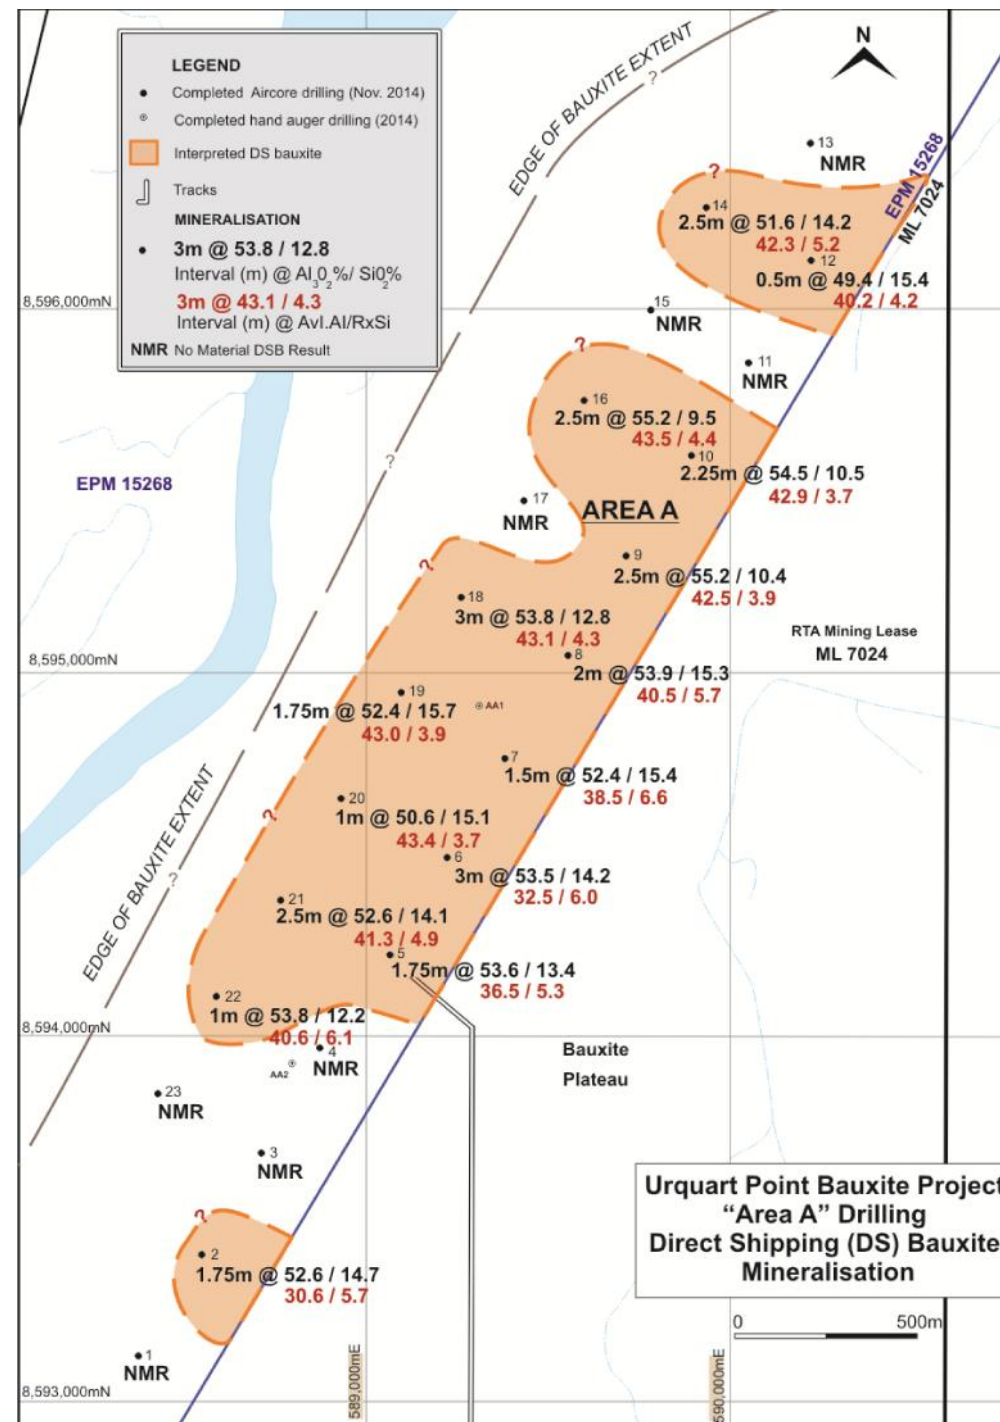 LEGEND
Completed Aircore drilling (Nov. 2014)
Completed hand auger drilling (2014)
Interpreted DS bauxite
Tracks
MINERALISATION
3m @ 53.8 / 12.8
Interval (m) @ Al3O2%/ Si02%
3m @ 43.1 / 4.3
Interval (m) @ Avl.Al/RxSi
NMR No Material DSB Result
N
EDGE OF BAUXITE EXTENT
?
13
NMR
EPM 15268
ML 7024
?
14
2.5m @ 51.6 / 14.2
42.3 / 5.2
12
0.5m @ 49.4 / 15.4
40.2 / 4.2
8,596,000mN
15
NMR
11
NMR
?
16
2.5m @ 55.2 / 9.5
43.5 / 4.4
10
2.25m @ 54.5 / 10.5
42.9 / 3.7
?
EPM 15268
17
NMR
AREA A
9
2.5m @ 55.2 / 10.4
42.5 / 3.9
?
18
3m @ 53.8 / 12.8
43.1 / 4.3
RTA Mining Lease
ML 7024
8
2m @ 53.9 / 15.3
40.5 / 5.7
8,595,000mN
19
1.75m @ 52.4 / 15.7
43.0 / 3.9
AA1
7
1.5m @ 52.4 / 15.4
38.5 / 6.6
20
1m @ 50.6 / 15.1
43.4 / 3.7
?
6
3m @ 53.5 / 14.2
32.5 / 6.0
EDGE OF BAUXITE EXTENT
?
21
2.5m @ 52.6 / 14.1
41.3 / 4.9
5
1.75m @ 53.6 / 13.4
36.5 / 5.3
22
1m @ 53.8 / 12.2
40.6 / 6.1
8,594,000mN
4
NMR
AA2
Bauxite
Plateau
23
NMR
3
NMR
?
2
1.75m @ 52.6 / 14.7
30.6 / 5.7
Urquart Point Bauxite Project
“Area A” Drilling
Direct Shipping (DS) Bauxite
Mineralisation
0 500m
1
NMR
8,593,000mN
589,000mE
590,000mE